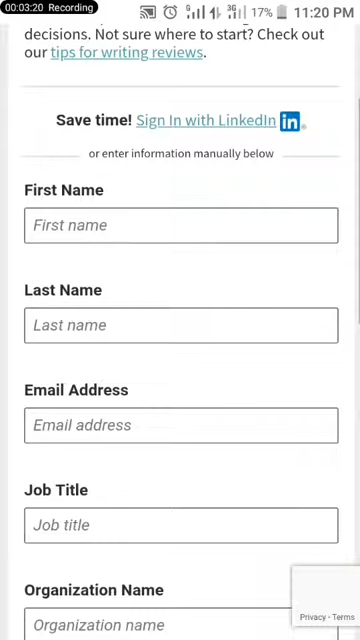 00:03:20 Recording
G 3G 17% 11:20 PM
decisions. Not sure where to start? Check out
our tips for writing reviews.
Save time! Sign In with LinkedIn in
or enter information manually below
First Name
First name
Last Name
Last name
Email Address
Email address
Job Title
Job title
Organization Name
Organization name
Privacy - Terms